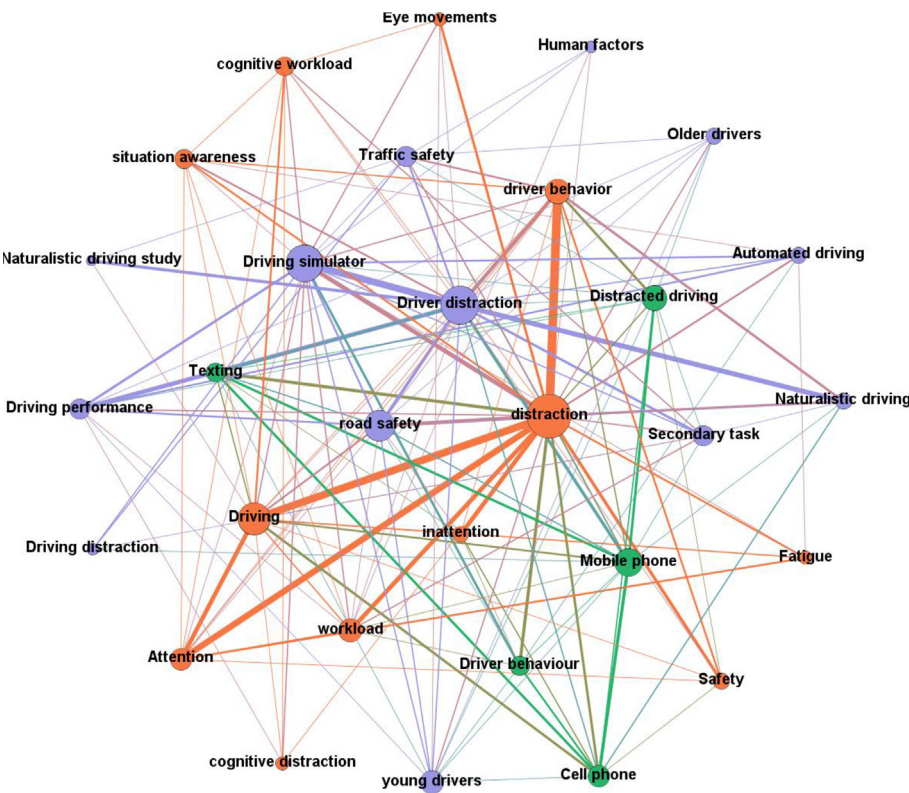 Eye movements
Human factors
cognitive workload
Older drivers
situation awareness
Traffic safety
driver behavior
Naturalistic driving study
Driving simulator
Automated driving
Driver distraction
Distracted driving
Texting
Driving performance
distraction
Naturalistic driving
road safety
Secondary task
Driving
inattention
Driving distraction
Mobile phone
Fatigue
workload
Attention
Driver behaviour
Safety
cognitive distraction
young drivers
Cell phone